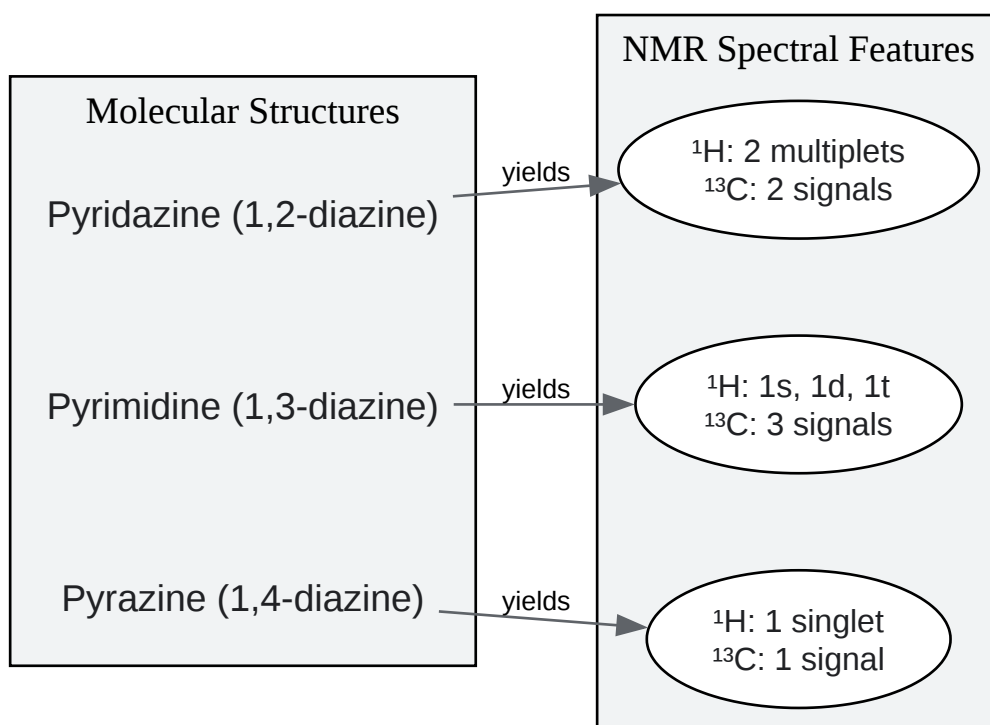 NMR Spectral Features
Molecular Structures
Pyridazine (1,2-diazine)
yields
¹H: 2 multiplets
¹³C: 2 signals
Pyrimidine (1,3-diazine)
yields
¹H: 1s, 1d, 1t
¹³C: 3 signals
Pyrazine (1,4-diazine)
yields
¹H: 1 singlet
¹³C: 1 signal